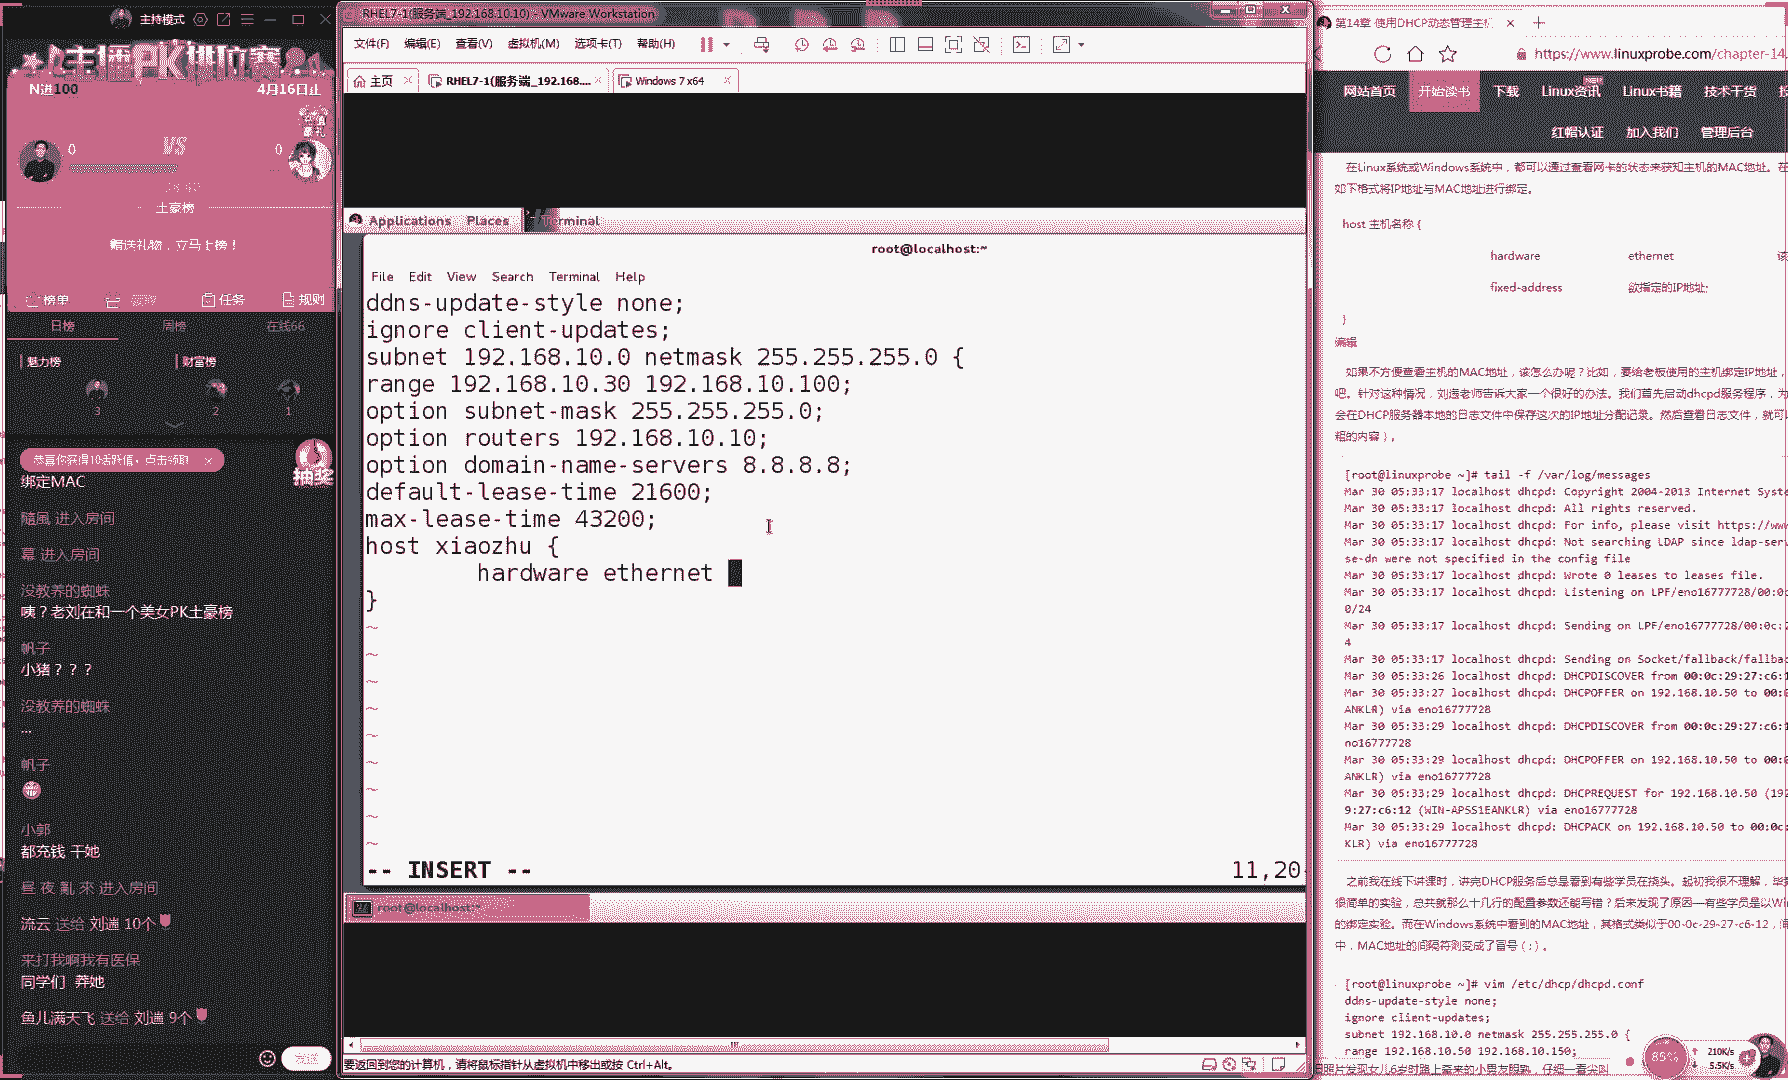 主持模式
主播PK排位赛
N进100
4月16日止
0
VS
0
土豪榜
赠送礼物，立马上榜！
榜单
任务
规则
日榜
周榜
在线66
魅力榜
财富榜
3
2
1
抽奖
绑定MAC
隨風 进入房间
幕 进入房间
没教养的蜘蛛
咦？老刘在和一个美女PK土豪榜
帆子
小猪？？？
没教养的蜘蛛
...
帆子
小郭
都充钱 干她
昼 夜 亂 來 进入房间
流云 送给 刘遄 10个
来打我啊我有医保
同学们 莽她
鱼儿满天飞 送给 刘遄 9个
发送
RHEL7-1(服务端_192.168.10.10) - VMware Workstation
文件(F) 编辑(E) 查看(V) 虚拟机(M) 选项卡(T) 帮助(H)
主页
RHEL7-1(服务端_192.168....
Windows 7 x64
Applications Places Terminal
root@localhost:~
File Edit View Search Terminal Help
ddns-update-style none;
ignore client-updates;
subnet 192.168.10.0 netmask 255.255.255.0 {
range 192.168.10.30 192.168.10.100;
option subnet-mask 255.255.255.0;
option routers 192.168.10.10;
option domain-name-servers 8.8.8.8;
default-lease-time 21600;
max-lease-time 43200;
host xiaozhu {
hardware ethernet
}
~
~
~
~
~
~
~
~
~
-- INSERT --
11,20
root@localhost:~
要返回到您的计算机，请将鼠标指针从虚拟机中移出或按 Ctrl+Alt。
第14章 使用DHCP动态管理主机
https://www.linuxprobe.com/chapter-14.
网站首页 开始读书 下载 Linux资讯 Linux书籍 技术干货
红帽认证 加入我们 管理后台
在Linux系统或Windows系统中，都可以通过查看网卡的状态来获知主机的MAC地址。在
如下格式将IP地址与MAC地址进行绑定。
host 主机名称 {
hardware ethernet 该
fixed-address 欲指定的IP地址;
}
编辑
如果不方便查看主机的MAC地址，该怎么办呢？比如，要给老板使用的主机绑定IP地址，
吧。针对这种情况，刘遄老师告诉大家一个很好的办法。我们首先启动dhcpd服务程序，为
会在DHCP服务器本地的日志文件中保存这次的IP地址分配记录。然后查看日志文件，就可以
粗的内容）。
[root@linuxprobe ~]# tail -f /var/log/messages
Mar 30 05:33:17 localhost dhcpd: Copyright 2004-2013 Internet Syste
Mar 30 05:33:17 localhost dhcpd: All rights reserved.
Mar 30 05:33:17 localhost dhcpd: For info, please visit https://ww
Mar 30 05:33:17 localhost dhcpd: Not searching LDAP since ldap-serv
se-dn were not specified in the config file
Mar 30 05:33:17 localhost dhcpd: Wrote 0 leases to leases file.
Mar 30 05:33:17 localhost dhcpd: Listening on LPF/eno16777728/00:0c
0/24
Mar 30 05:33:17 localhost dhcpd: Sending on LPF/eno16777728/00:0c:2
4
Mar 30 05:33:17 localhost dhcpd: Sending on Socket/fallback/fallba
Mar 30 05:33:26 localhost dhcpd: DHCPDISCOVER from 00:0c:29:27:c6:1
Mar 30 05:33:27 localhost dhcpd: DHCPOFFER on 192.168.10.50 to 00:0
ANKLR) via eno16777728
Mar 30 05:33:29 localhost dhcpd: DHCPDISCOVER from 00:0c:29:27:c6:1
no16777728
Mar 30 05:33:29 localhost dhcpd: DHCPOFFER on 192.168.10.50 to 00:0
ANKLR) via eno16777728
Mar 30 05:33:29 localhost dhcpd: DHCPREQUEST for 192.168.10.50 (192
9:27:c6:12 (WIN-APSS1EANKLR) via eno16777728
Mar 30 05:33:29 localhost dhcpd: DHCPACK on 192.168.10.50 to 00:0c:
KLR) via eno16777728
之前我在线下讲课时，讲完DHCP服务后总是看到有些学员在挠头。起初我很不理解，毕竟
很简单的实验，总共就那么十几行的配置参数还能写错？后来发现了原因—有些学员是以Win
的绑定实验。而在Windows系统中看到的MAC地址，其格式类似于00-0c-29-27-c6-12，间
中，MAC地址的间隔符则变成了冒号（:）。
[root@linuxprobe ~]# vim /etc/dhcp/dhcpd.conf
ddns-update-style none;
ignore client-updates;
subnet 192.168.10.0 netmask 255.255.255.0 {
range 192.168.10.50 192.168.10.150;
85%
210K/s
5.5K/s